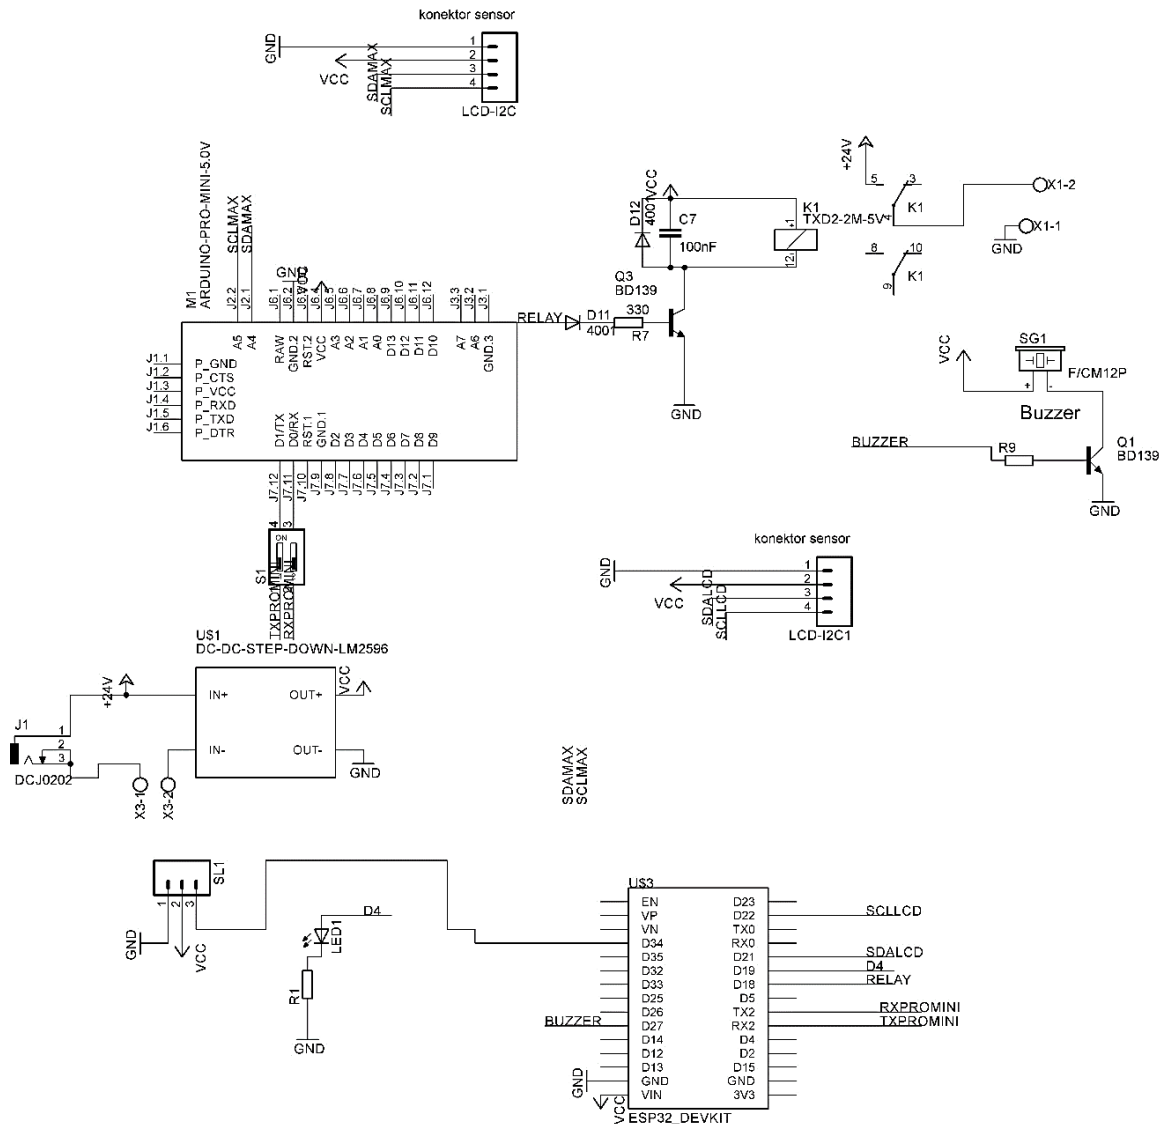 konektor sensor
GND
VCC
SDAMAX
SCLMAX
1
2
3
4
LCD-I2C
M1
ARDUINO-PRO-MINI-5.0V
SCLMAX
SDAMAX
J2.2
J2.1
GND
J6.1
J6.2
J6.5
J6.6
J6.7
J6.8
J6.9
J6.10
J6.11
J6.12
J3.3
J3.2
J3.1
A5
A4
RAW
GND.2
RST.2
VCC
A3
A2
A1
A0
D13
D12
D11
D10
A7
A6
GND.3
J1.1
J1.2
J1.3
J1.4
J1.5
J1.6
P_GND
P_CTS
P_VCC
P_RXD
P_TXD
P_DTR
D1/TX
D0/RX
RST.1
GND.1
D2
D3
D4
D5
D6
D7
D8
D9
J7.12
J7.11
J7.10
J7.9
J7.8
J7.7
J7.6
J7.5
J7.4
J7.3
J7.2
J7.1
4
3
ON
S1
TXPROMINI
RXPROMINI
RELAY
D11
4001
330
R7
Q3
BD139
D12
4001
VCC
C7
100nF
K1
TXD2-2M-5V
1
12
GND
+24V
5
3
4
K1
8
10
9
K1
X1-2
X1-1
GND
VCC
SG1
F/CM12P
+
-
Buzzer
BUZZER
R9
Q1
BD139
GND
konektor sensor
GND
VCC
SDALCD
SCLLCD
1
2
3
4
LCD-I2C1
U$1
DC-DC-STEP-DOWN-LM2596
+24V
IN+
OUT+
VCC
IN-
OUT-
GND
J1
1
2
3
DCJ0202
X3-1
X3-2
SDAMAX
SCLMAX
SL1
1
2
3
GND
VCC
D4
LED1
R1
GND
U$3
EN
VP
VN
D34
D35
D32
D33
D25
D26
D27
D14
D12
D13
GND
VIN
D23
D22
TX0
RX0
D21
D19
D18
D5
TX2
RX2
D4
D2
D15
GND
3V3
BUZZER
GND
VCC
SCLLCD
SDALCD
D4
RELAY
RXPROMINI
TXPROMINI
ESP32_DEVKIT